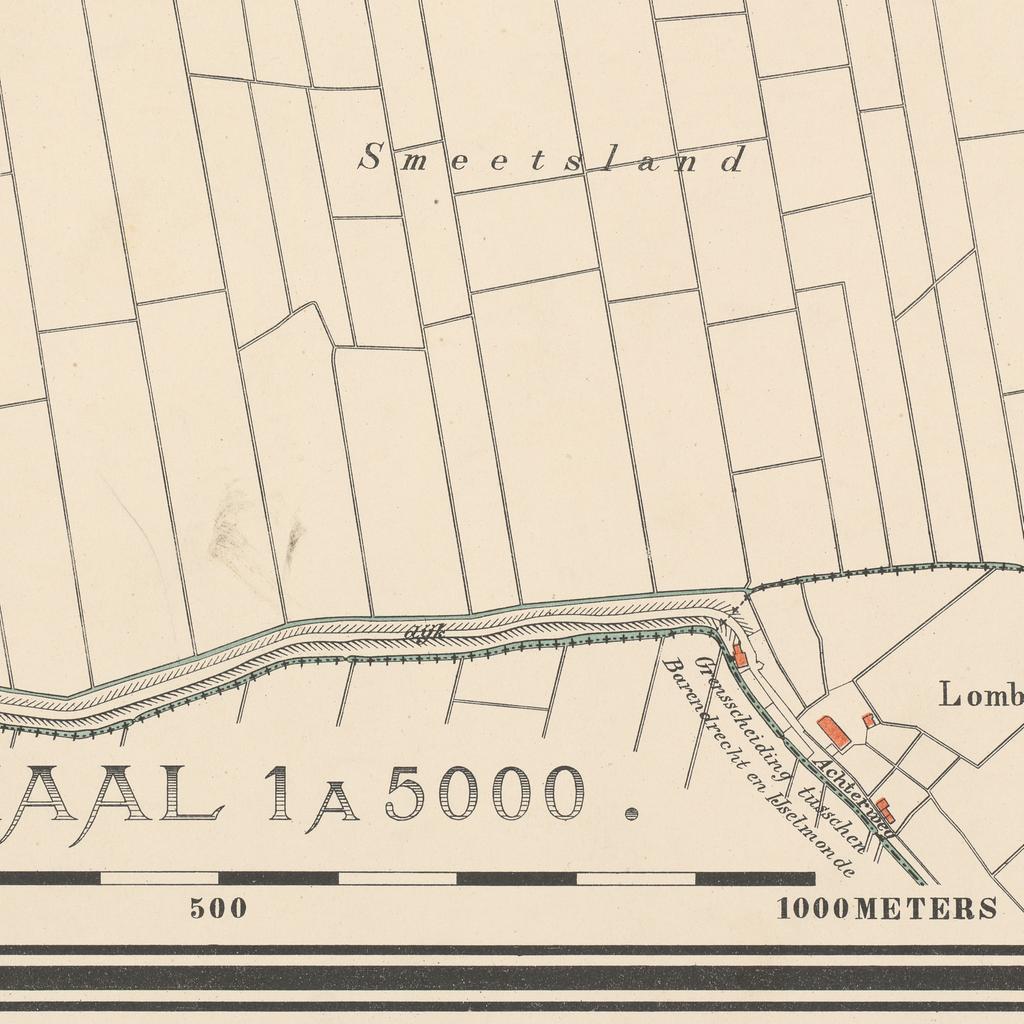 Smeetsland
dijk
Lomb
Grensscheiding tusschen
Barendrecht en IJselmonde
Achterweg
AAL 1 A 5000.
500
1000 METERS